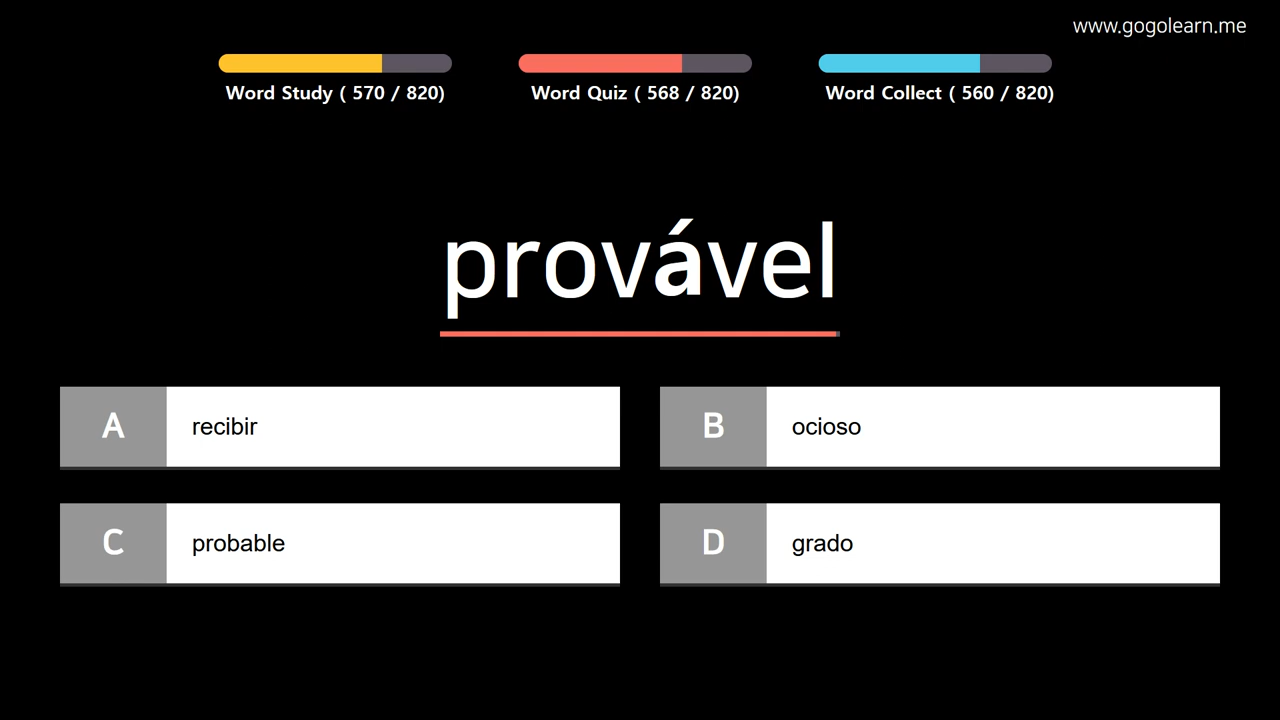 www.gogolearn.me
Word Study ( 570 / 820)
Word Quiz ( 568 / 820)
Word Collect ( 560 / 820)
provável
A recibir
B ocioso
C probable
D grado